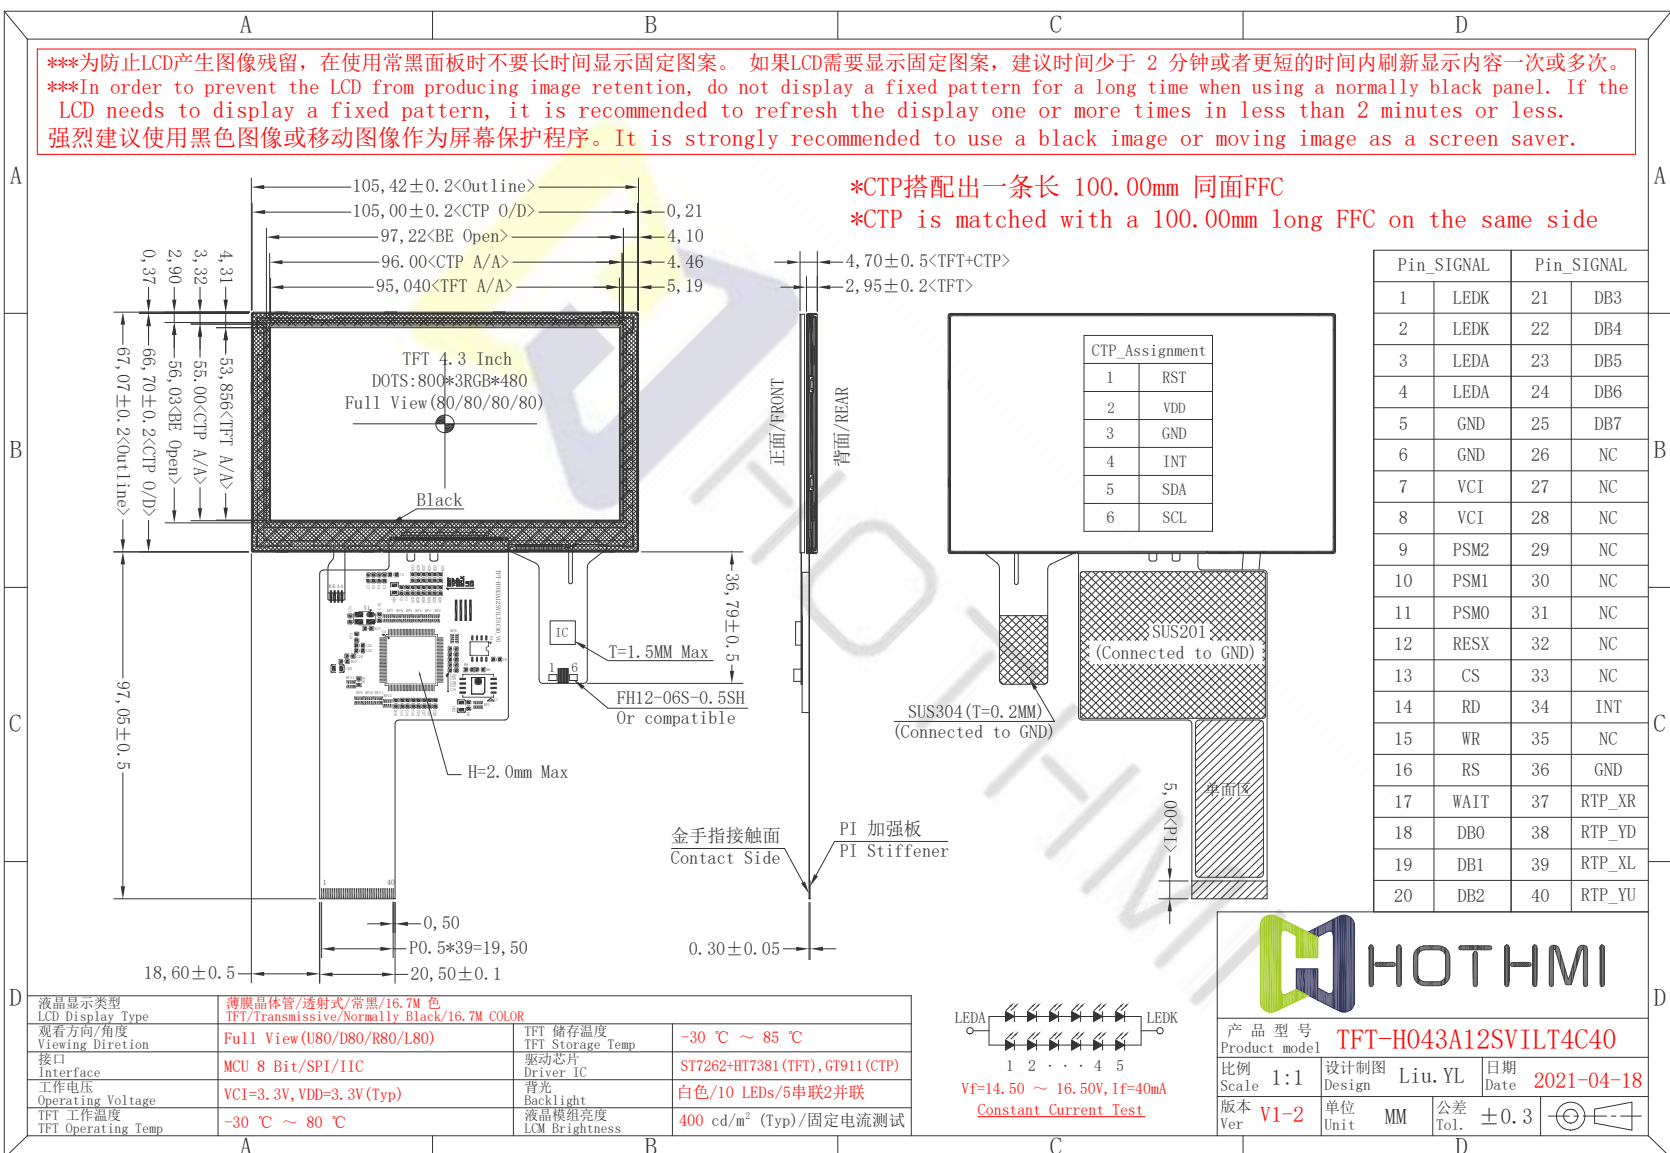 A B C D
***为防止LCD产生图像残留，在使用常黑面板时不要长时间显示固定图案。 如果LCD需要显示固定图案，建议时间少于 2 分钟或者更短的时间内刷新显示内容一次或多次。
***In order to prevent the LCD from producing image retention, do not display a fixed pattern for a long time when using a normally black panel. If the
LCD needs to display a fixed pattern, it is recommended to refresh the display one or more times in less than 2 minutes or less.
强烈建议使用黑色图像或移动图像作为屏幕保护程序。It is strongly recommended to use a black image or moving image as a screen saver.
A A
B B
C C
D D
*CTP搭配出一条长 100.00mm 同面FFC
*CTP is matched with a 100.00mm long FFC on the same side
105,42±0.2<Outline>
105,00±0.2<CTP O/D> 0,21
97,22<BE Open> 4,10
96.00<CTP A/A> 4.46
95,040<TFT A/A> 5,19
0,37
2,90
3,32
4,31
67,07±0.2<Outline>
66,70±0.2<CTP O/D>
56,03<BE Open>
55.00<CTP A/A>
53,856<TFT A/A>
TFT 4.3 Inch
DOTS:800*3RGB*480
Full View(80/80/80/80)
Black
4,70±0.5<TFT+CTP>
2,95±0.2<TFT>
正面/FRONT
背面/REAR
CTP_Assignment
1 RST
2 VDD
3 GND
4 INT
5 SDA
6 SCL
Pin_SIGNAL Pin_SIGNAL
1 LEDK 21 DB3
2 LEDK 22 DB4
3 LEDA 23 DB5
4 LEDA 24 DB6
5 GND 25 DB7
6 GND 26 NC
7 VCI 27 NC
8 VCI 28 NC
9 PSM2 29 NC
10 PSM1 30 NC
11 PSM0 31 NC
12 RESX 32 NC
13 CS 33 NC
14 RD 34 INT
15 WR 35 NC
16 RS 36 GND
17 WAIT 37 RTP_XR
18 DB0 38 RTP_YD
19 DB1 39 RTP_XL
20 DB2 40 RTP_YU
97,05±0.5
36,79±0.5
IC
T=1.5MM Max
1 6
FH12-06S-0.5SH
Or compatible
H=2.0mm Max
SUS201
(Connected to GND)
SUS304(T=0.2MM)
(Connected to GND)
单面区
5,00<PI>
金手指接触面
Contact Side
PI 加强板
PI Stiffener
1 40
0,50
P0.5*39=19,50
18,60±0.5
20,50±0.1
0.30±0.05
HOTHMI
液晶显示类型
LCD Display Type
薄膜晶体管/透射式/常黑/16.7M 色
TFT/Transmissive/Normally Black/16.7M COLOR
观看方向/角度
Viewing Diretion
Full View(U80/D80/R80/L80)
TFT 储存温度
TFT Storage Temp
-30 ℃ ～ 85 ℃
接口
Interface
MCU 8 Bit/SPI/IIC
驱动芯片
Driver IC
ST7262+HT7381(TFT),GT911(CTP)
工作电压
Operating Voltage
VCI=3.3V,VDD=3.3V(Typ)
背光
Backlight
白色/10 LEDs/5串联2并联
TFT 工作温度
TFT Operating Temp
-30 ℃ ～ 80 ℃
液晶模组亮度
LCM Brightness
400 cd/m² (Typ)/固定电流测试
LEDA LEDK
1 2 · · · 4 5
Vf=14.50 ～ 16.50V,If=40mA
Constant Current Test
HOTHMI
产 品 型 号
Product model
TFT-H043A12SVILT4C40
比例
Scale
1:1
设计制图
Design
Liu.YL
日期
Date
2021-04-18
版本
Ver
V1-2
单位
Unit
MM
公差
Tol.
±0.3
A B C D